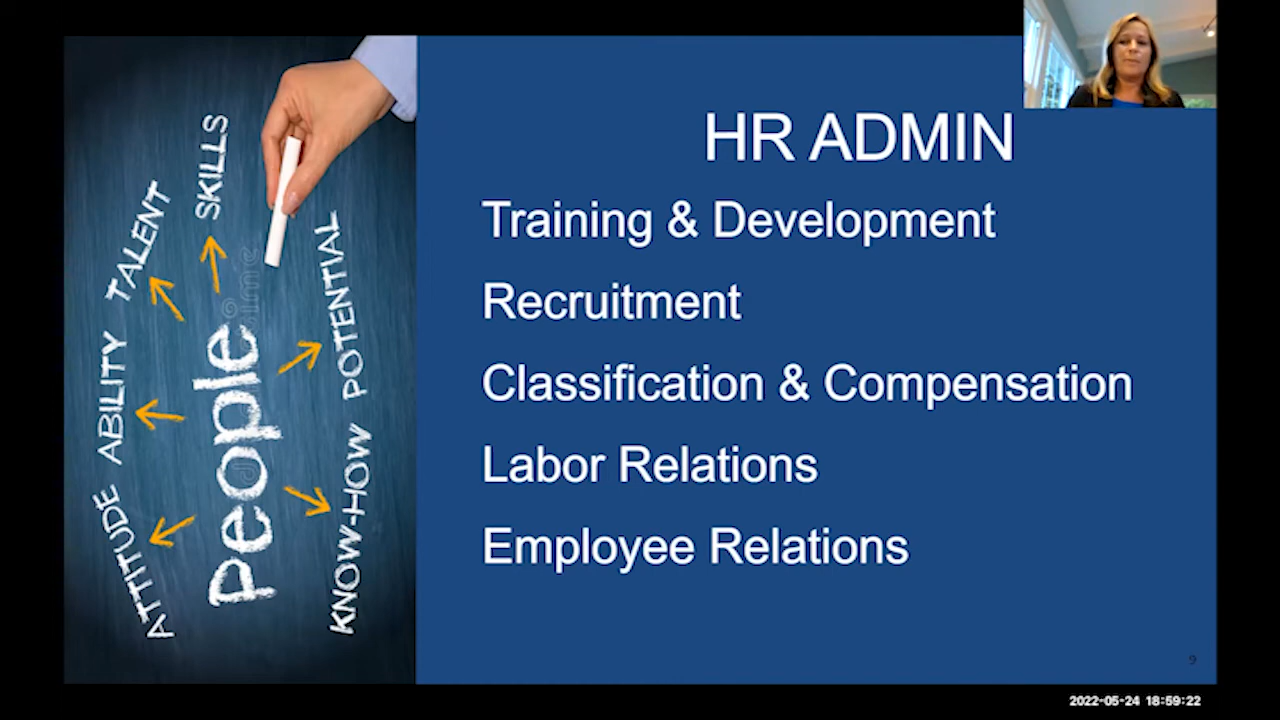 HR ADMIN
Training & Development
Recruitment
Classification & Compensation
Labor Relations
Employee Relations
ATTITUDE
ABILITY
TALENT
SKILLS
People
KNOW-HOW
POTENTIAL
9
2022-05-24 18:59:22